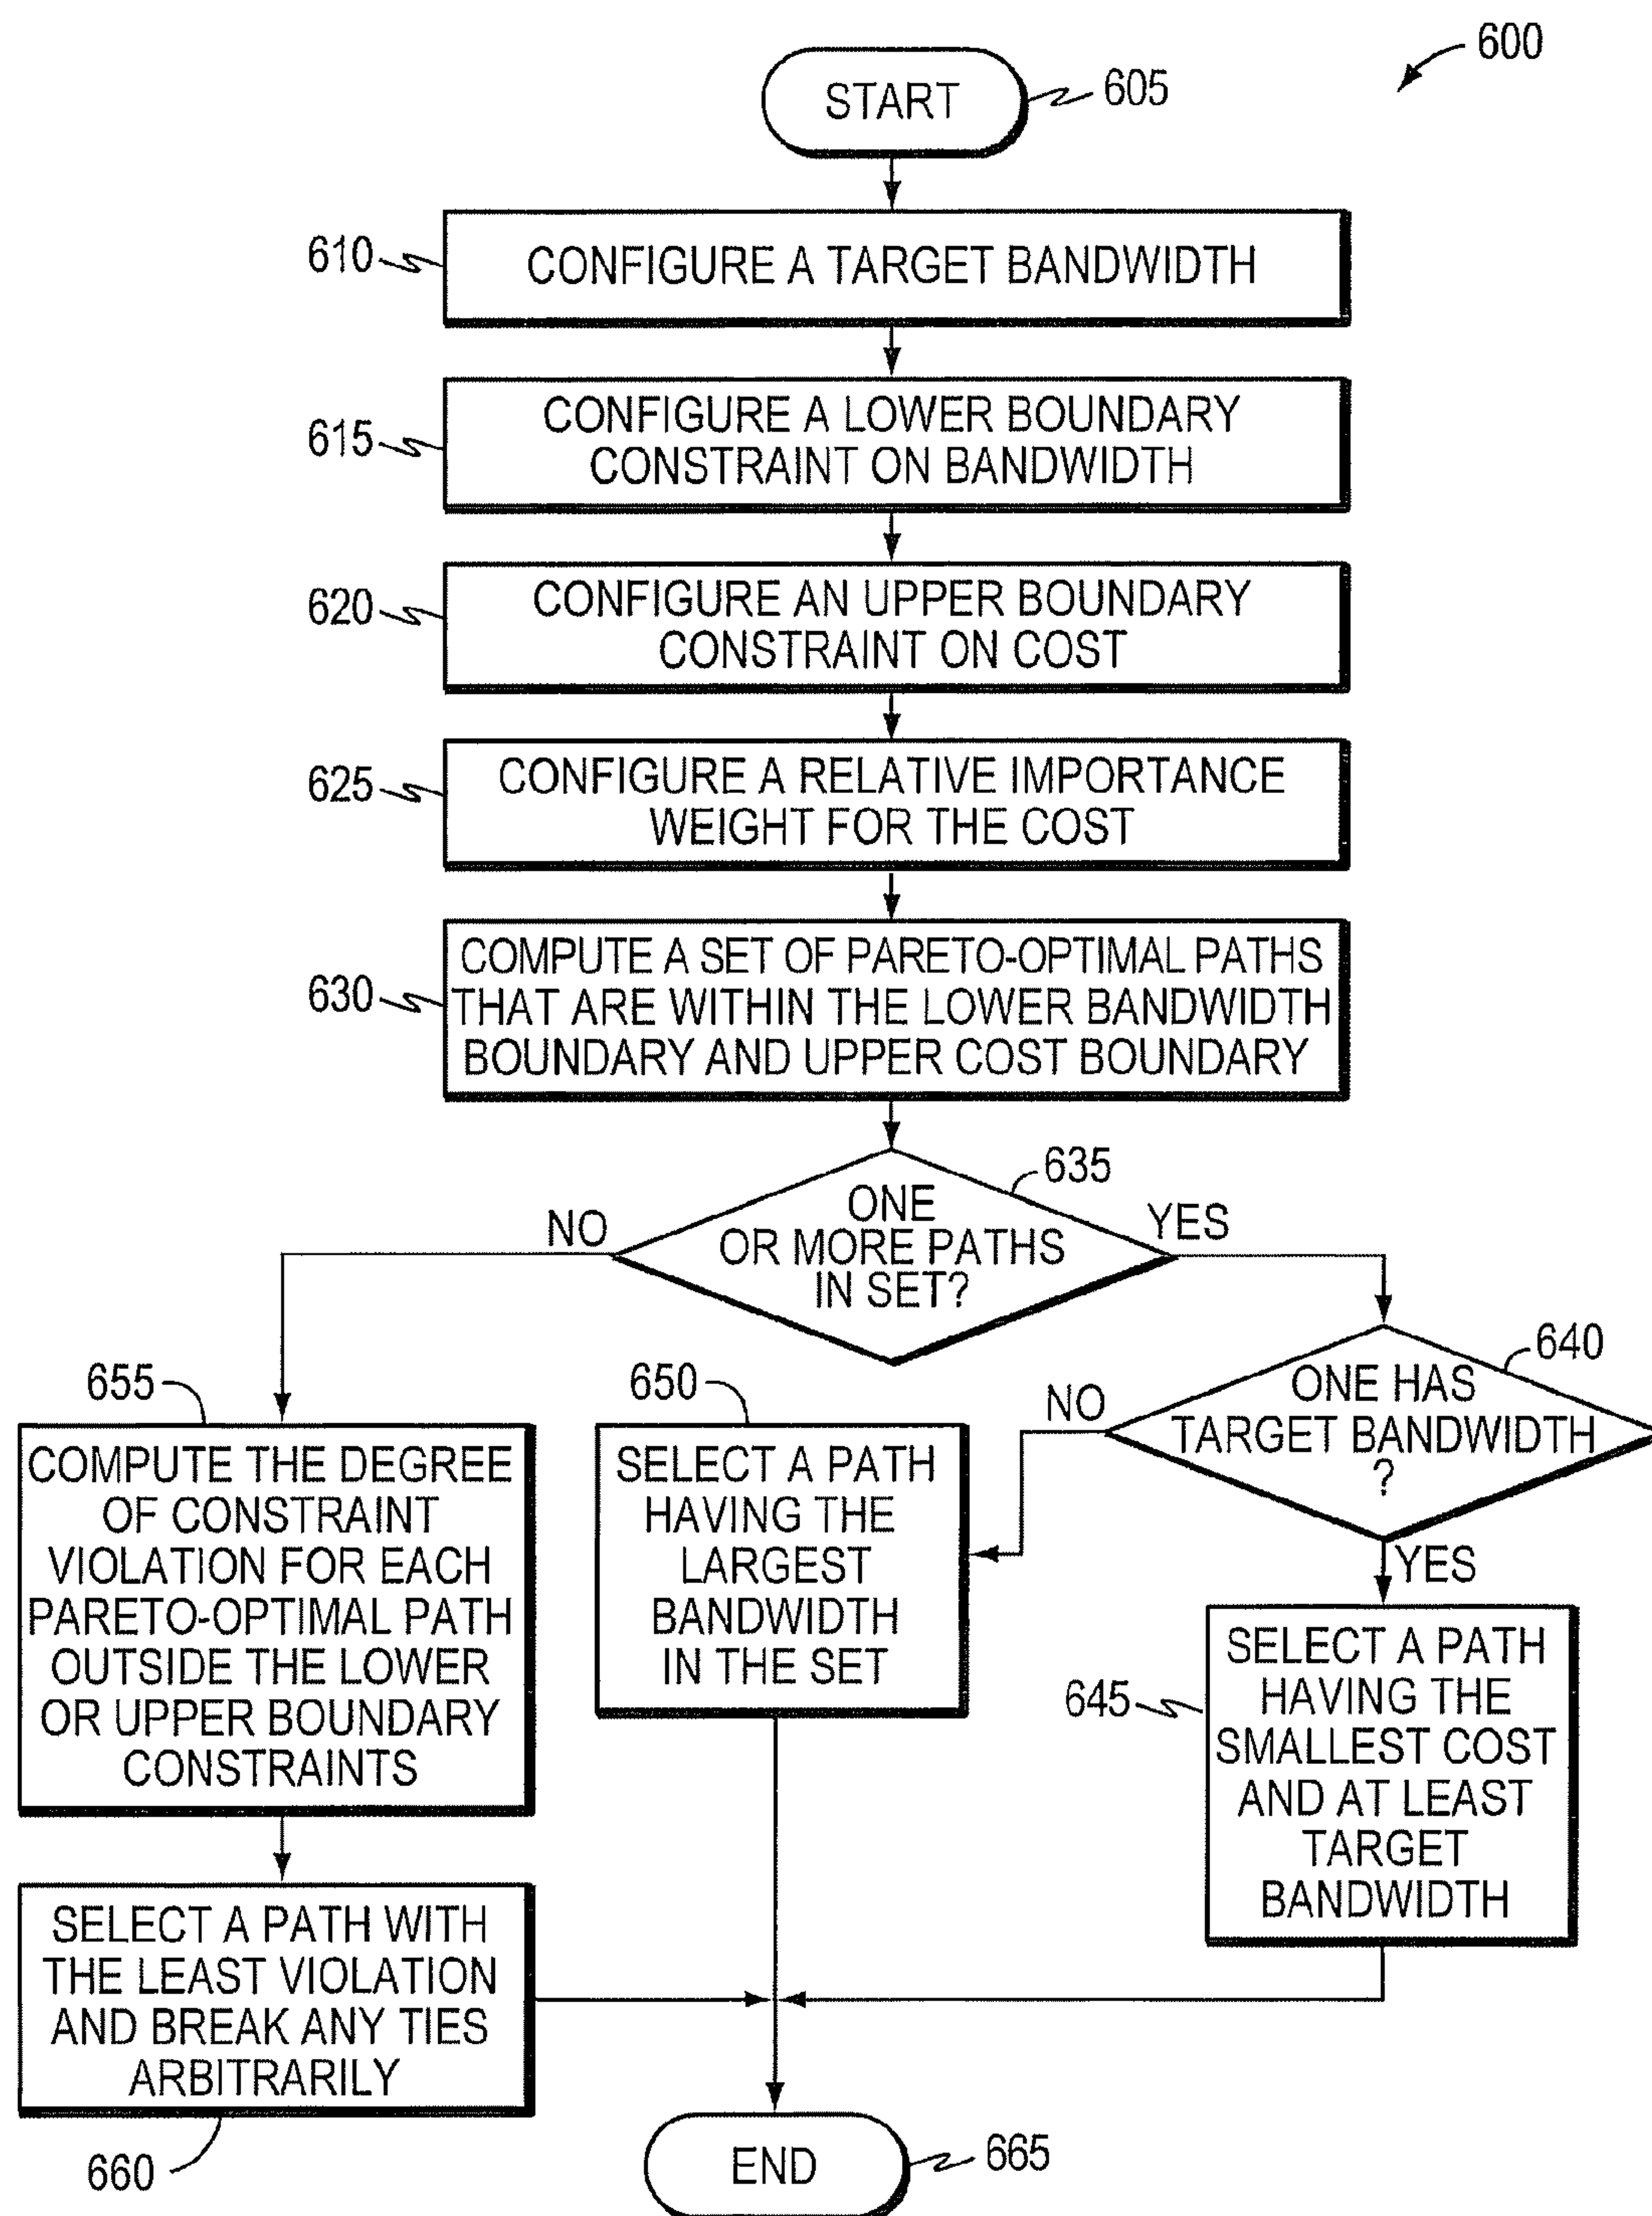 600
START
605
610
CONFIGURE A TARGET BANDWIDTH
615
CONFIGURE A LOWER BOUNDARY
CONSTRAINT ON BANDWIDTH
620
CONFIGURE AN UPPER BOUNDARY
CONSTRAINT ON COST
625
CONFIGURE A RELATIVE IMPORTANCE
WEIGHT FOR THE COST
630
COMPUTE A SET OF PARETO-OPTIMAL PATHS
THAT ARE WITHIN THE LOWER BANDWIDTH
BOUNDARY AND UPPER COST BOUNDARY
635
ONE
OR MORE PATHS
IN SET?
NO
YES
640
ONE HAS
TARGET BANDWIDTH
?
NO
YES
655
COMPUTE THE DEGREE
OF CONSTRAINT
VIOLATION FOR EACH
PARETO-OPTIMAL PATH
OUTSIDE THE LOWER
OR UPPER BOUNDARY
CONSTRAINTS
650
SELECT A PATH
HAVING THE
LARGEST
BANDWIDTH
IN THE SET
645
SELECT A PATH
HAVING THE
SMALLEST COST
AND AT LEAST
TARGET
BANDWIDTH
SELECT A PATH WITH
THE LEAST VIOLATION
AND BREAK ANY TIES
ARBITRARILY
660
END
665